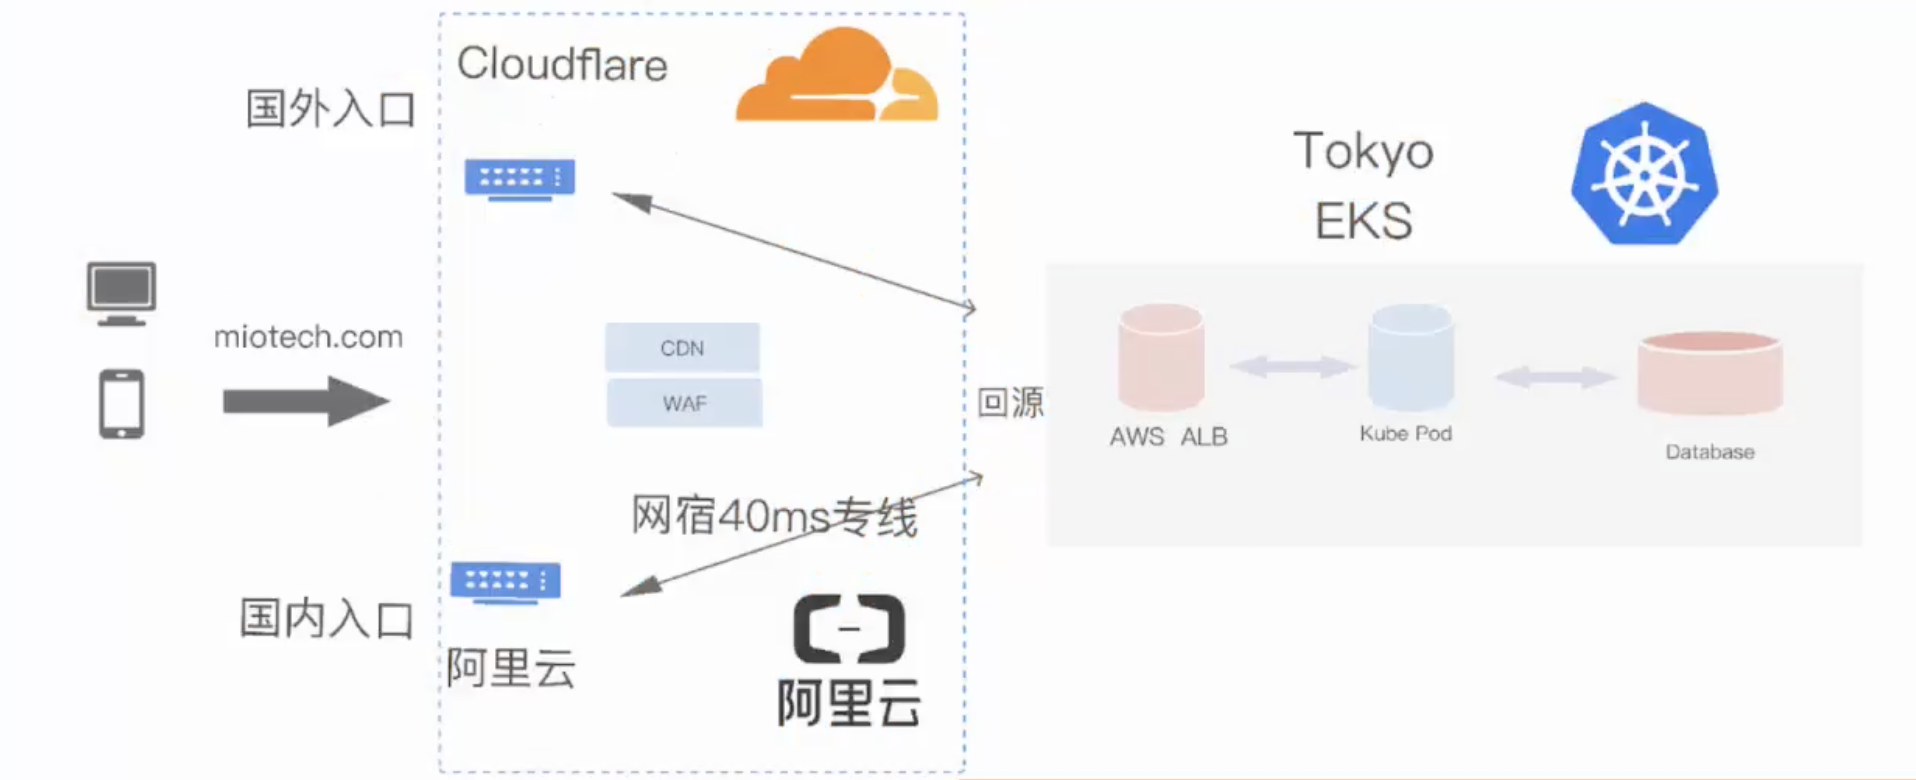 Cloudflare
国外入口
Tokyo
EKS
miotech.com
CDN
WAF
回源
AWS ALB
Kube Pod
Database
网宿40ms专线
国内入口
阿里云
阿里云